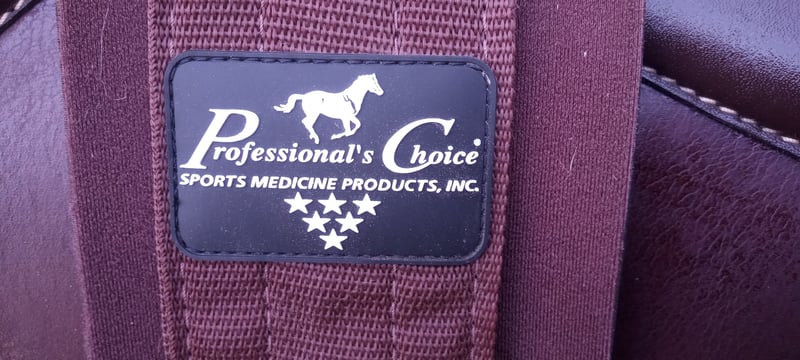 Professional's Choice
SPORTS MEDICINE PRODUCTS, INC.